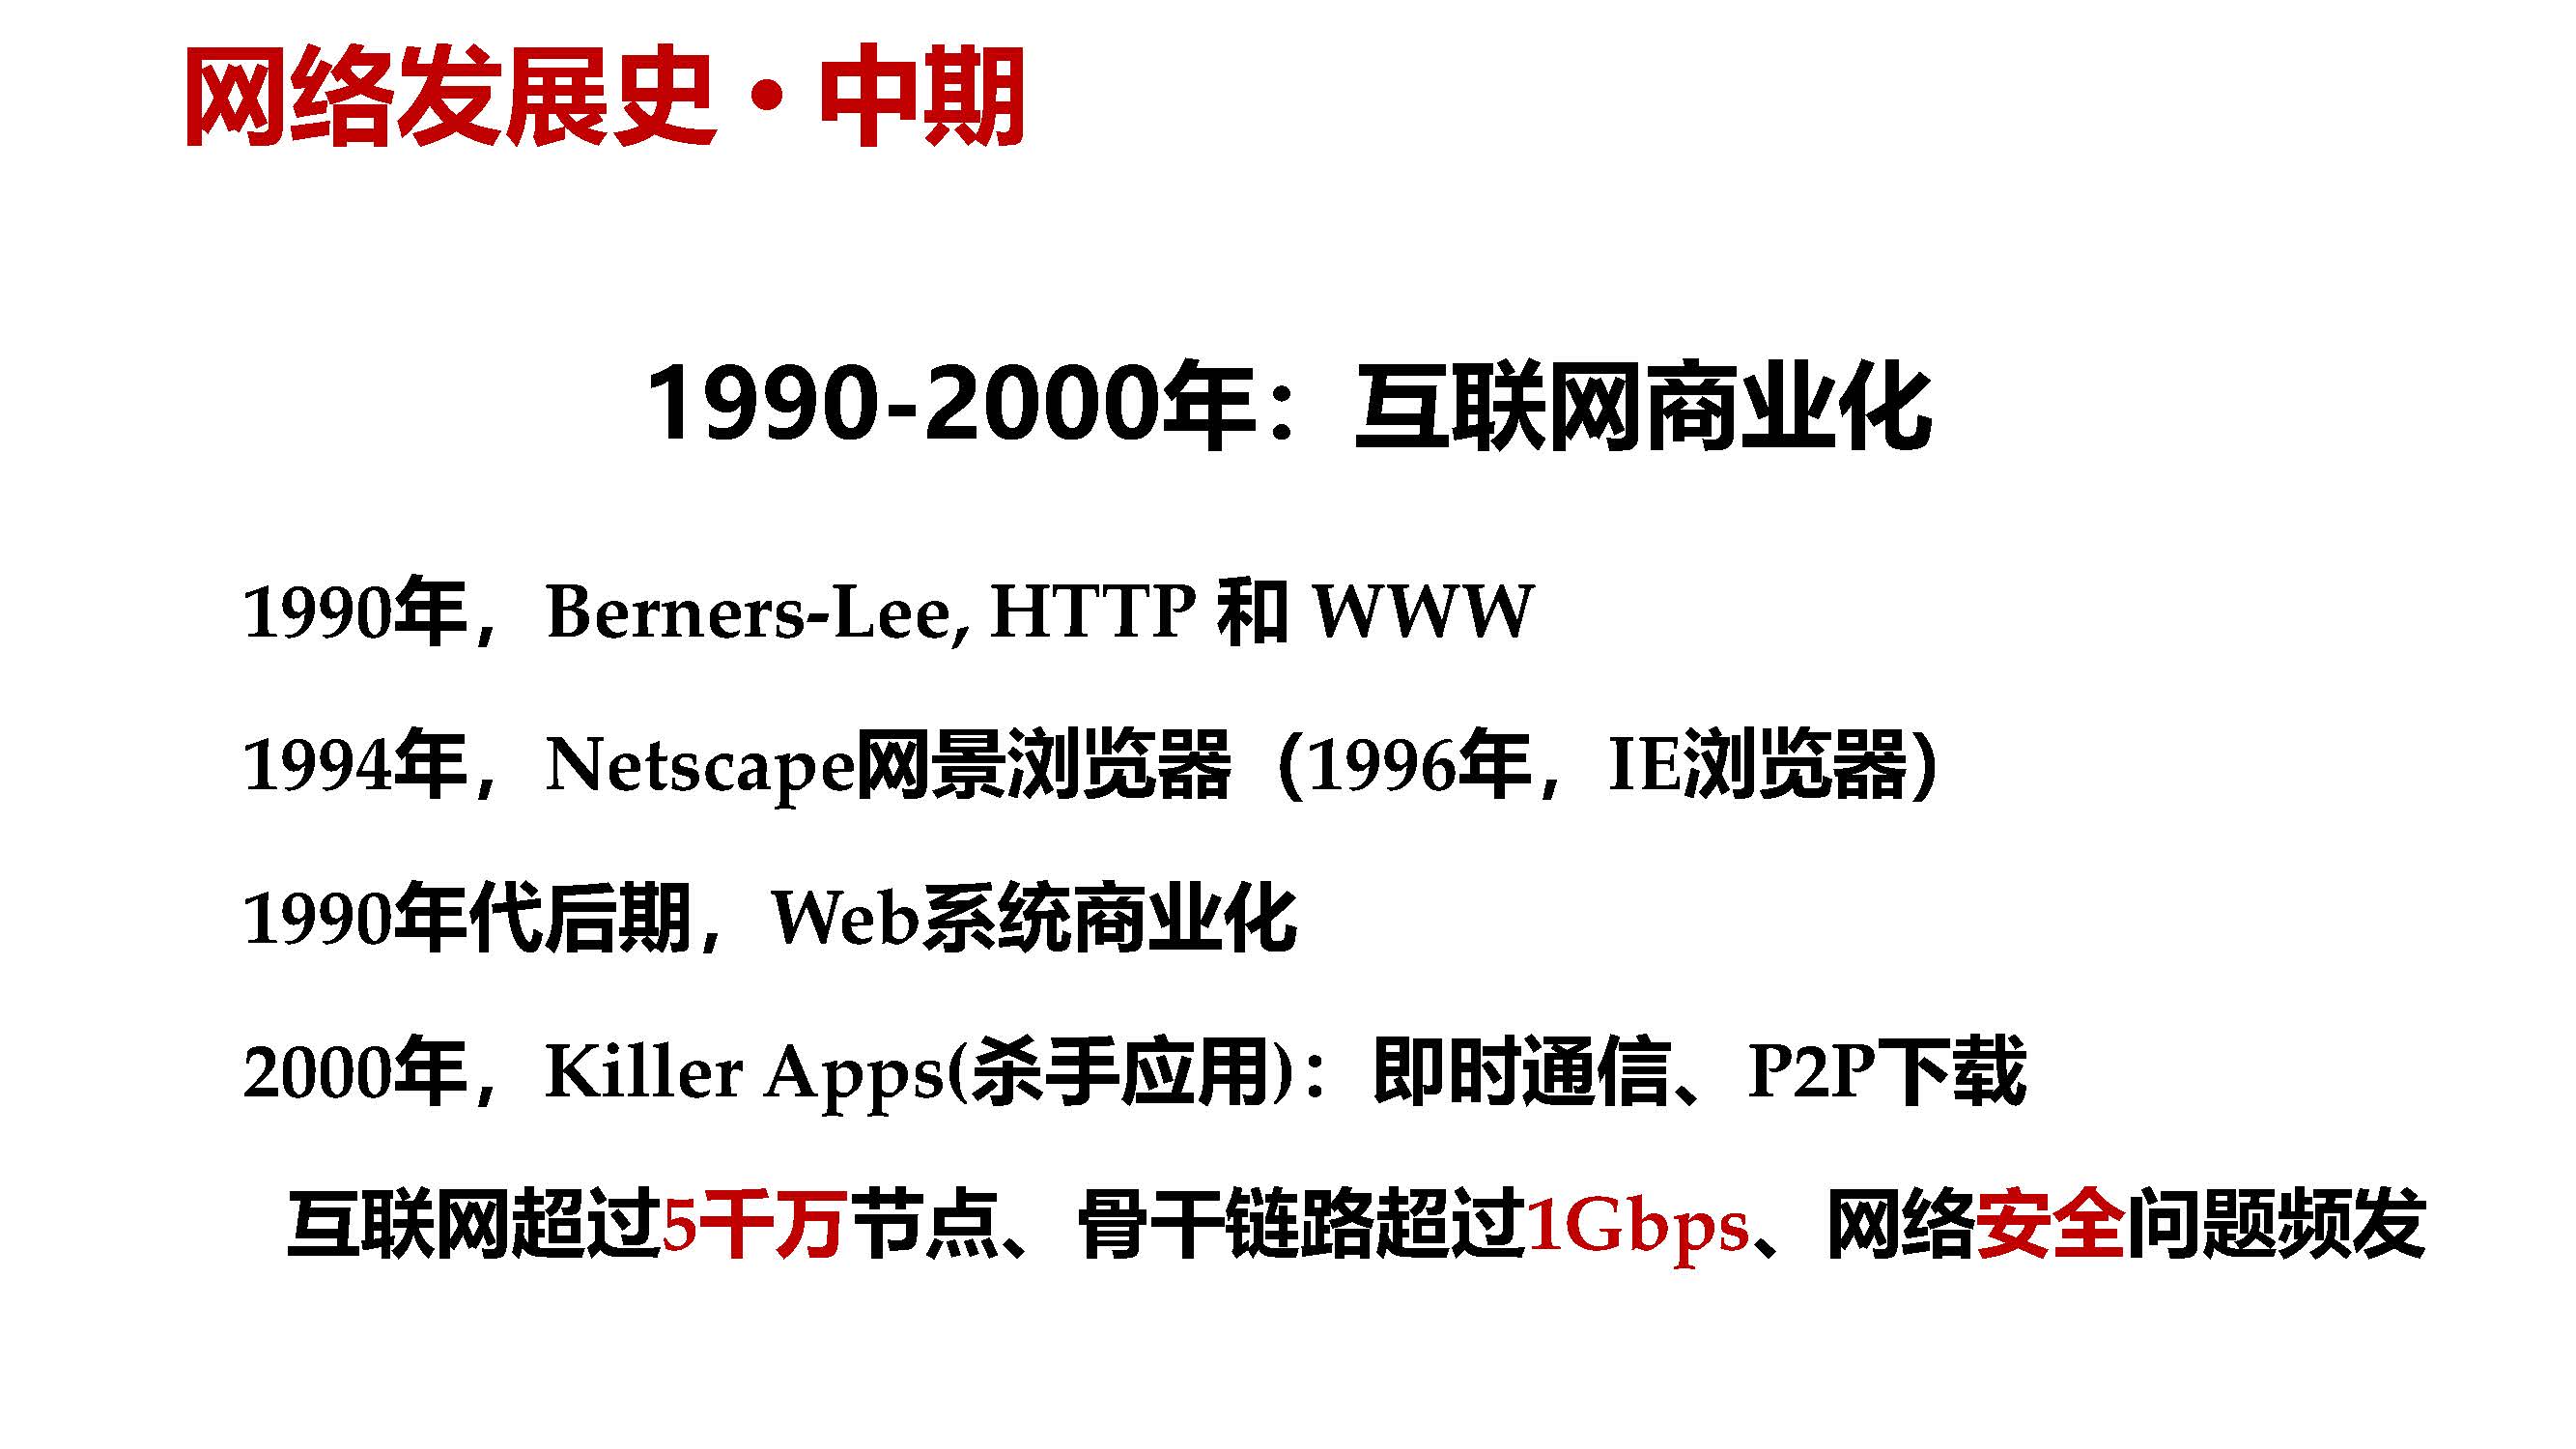 网络发展史 • 中期
1990-2000年：互联网商业化
1990年，Berners-Lee, HTTP 和 WWW
1994年，Netscape网景浏览器（1996年，IE浏览器）
1990年代后期，Web系统商业化
2000年，Killer Apps(杀手应用)：即时通信、P2P下载
互联网超过5千万节点、骨干链路超过1Gbps、网络安全问题频发